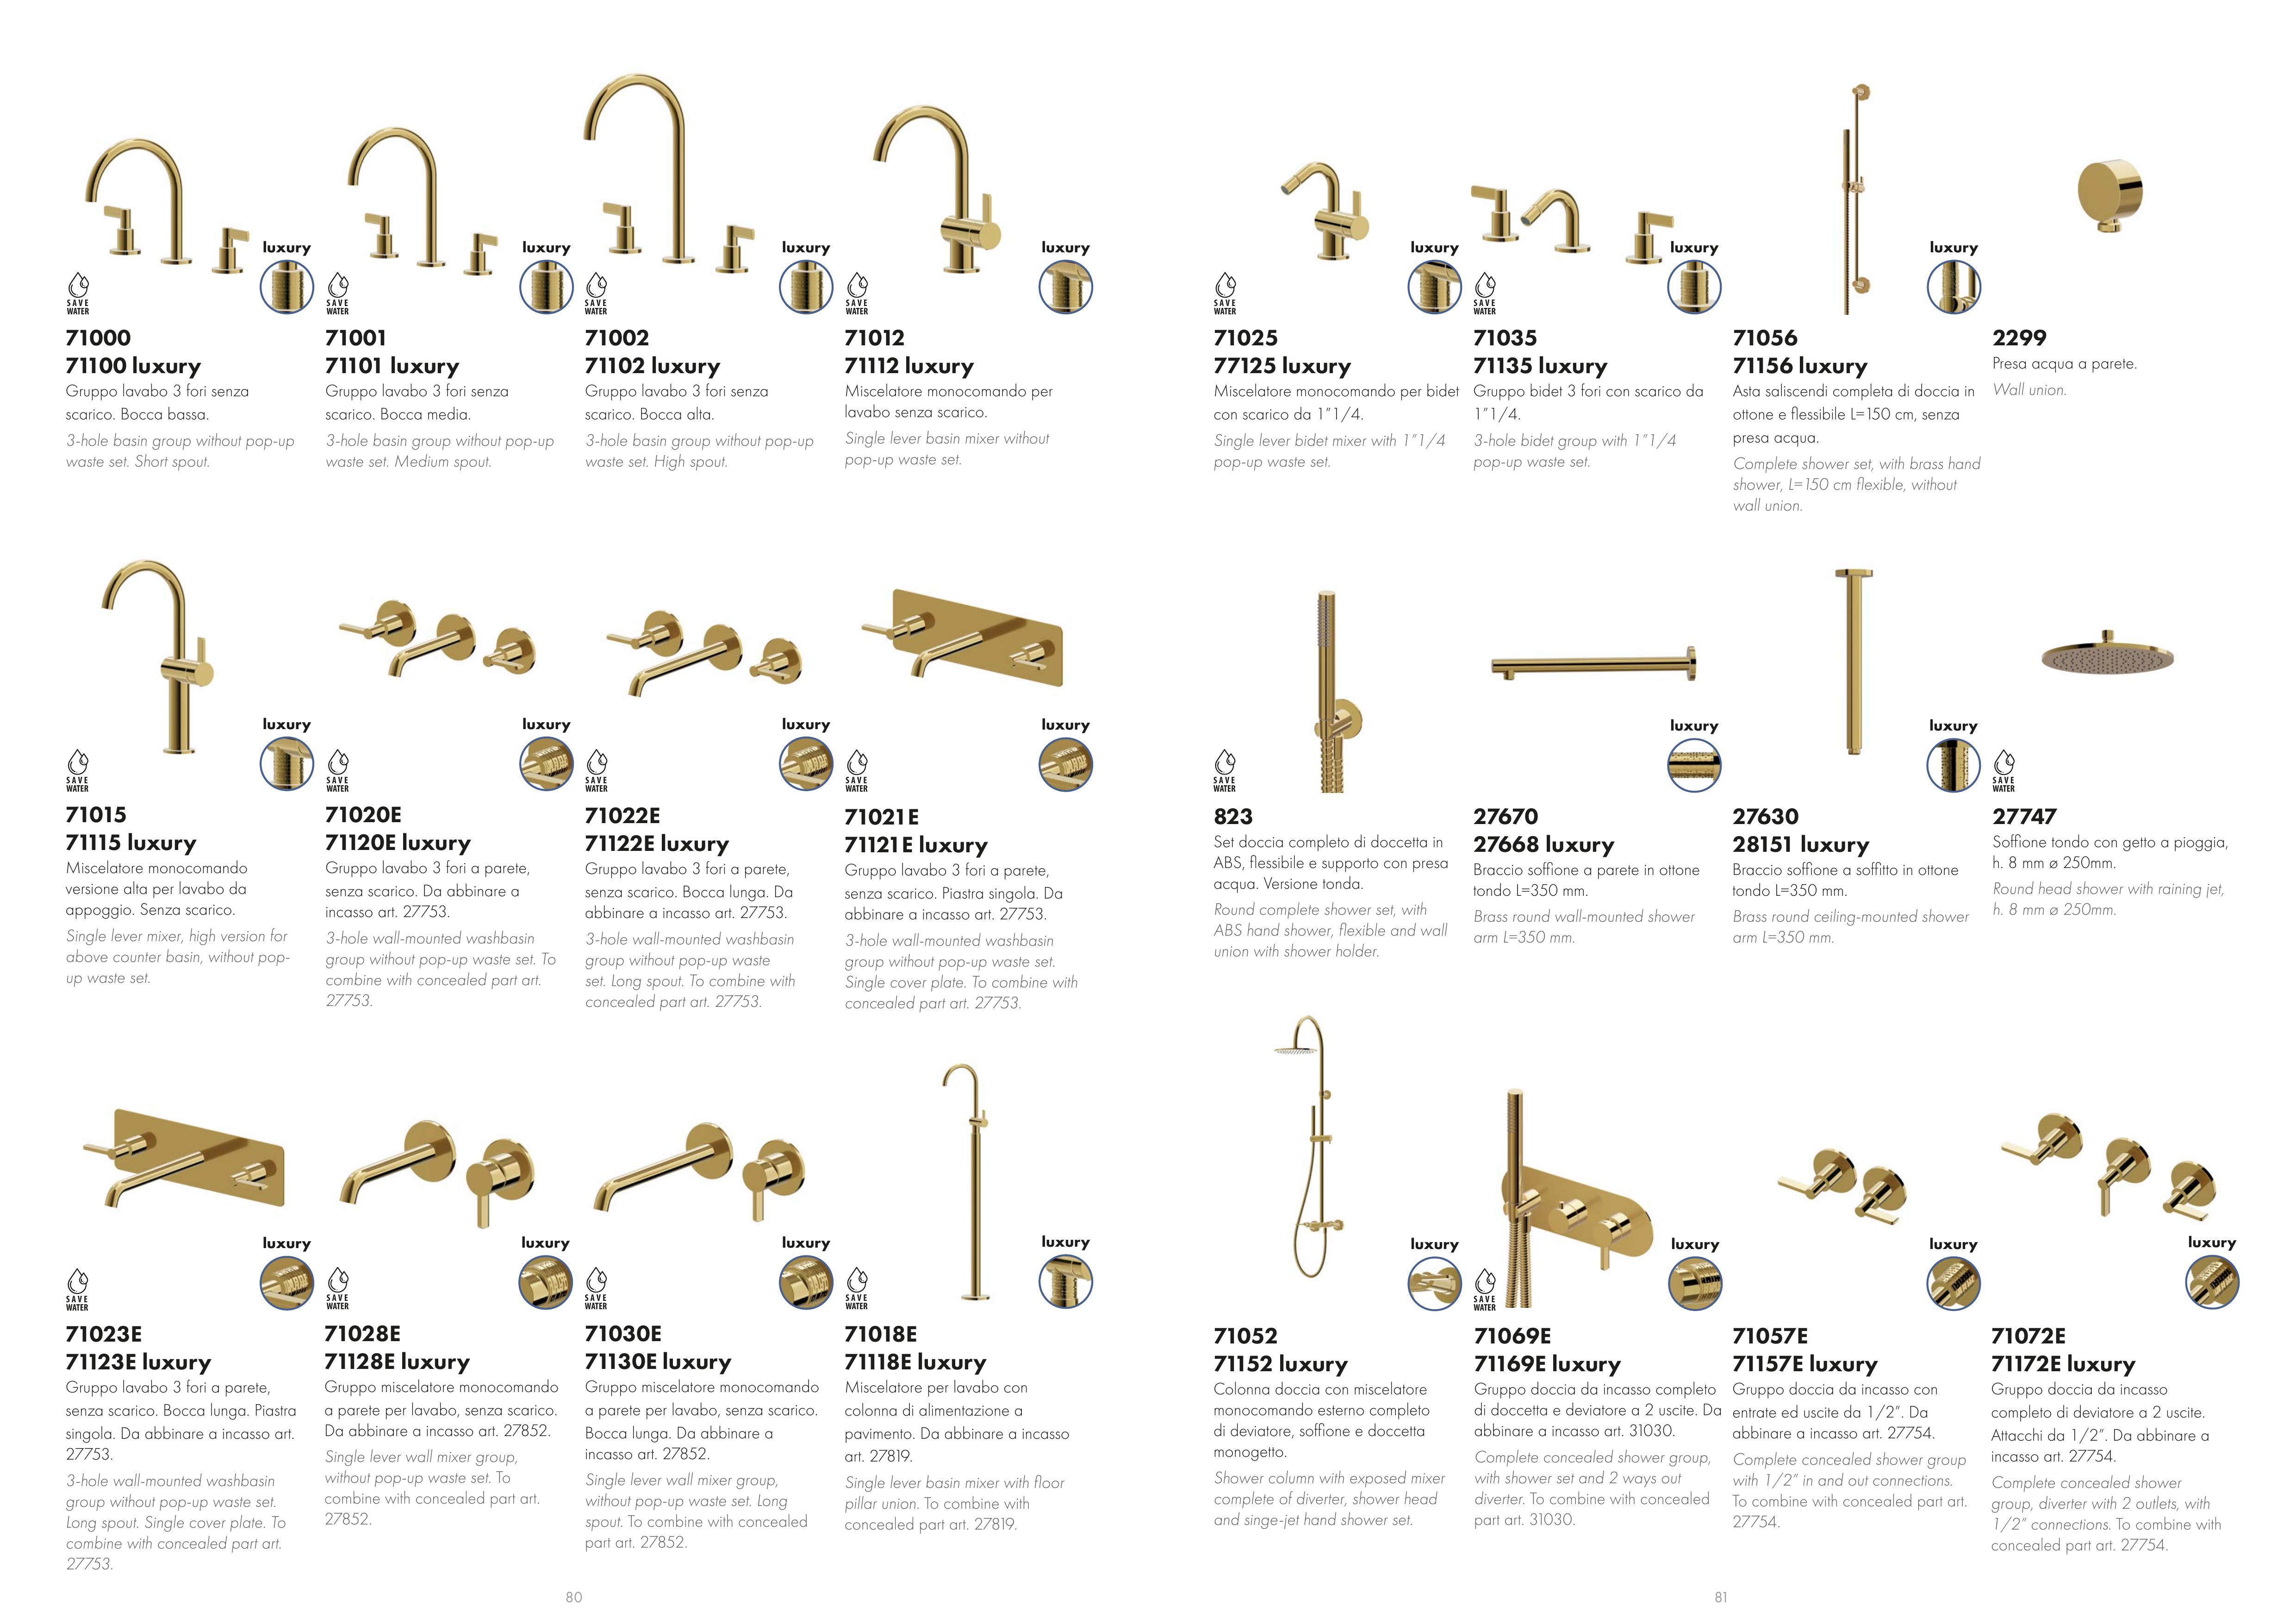 luxury
SAVE
WATER
71000
71100 luxury
Gruppo lavabo 3 fori senza
scarico. Bocca bassa.
3-hole basin group without pop-up
waste set. Short spout.
luxury
SAVE
WATER
71001
71101 luxury
Gruppo lavabo 3 fori senza
scarico. Bocca media.
3-hole basin group without pop-up
waste set. Medium spout.
luxury
SAVE
WATER
71002
71102 luxury
Gruppo lavabo 3 fori senza
scarico. Bocca alta.
3-hole basin group without pop-up
waste set. High spout.
luxury
SAVE
WATER
71012
71112 luxury
Miscelatore monocomando per
lavabo senza scarico.
Single lever basin mixer without
pop-up waste set.
luxury
SAVE
WATER
71015
71115 luxury
Miscelatore monocomando
versione alta per lavabo da
appoggio. Senza scarico.
Single lever mixer, high version for
above counter basin, without pop-
up waste set.
luxury
SAVE
WATER
71020E
71120E luxury
Gruppo lavabo 3 fori a parete,
senza scarico. Da abbinare a
incasso art. 27753.
3-hole wall-mounted washbasin
group without pop-up waste set. To
combine with concealed part art.
27753.
luxury
SAVE
WATER
71022E
71122E luxury
Gruppo lavabo 3 fori a parete,
senza scarico. Bocca lunga. Da
abbinare a incasso art. 27753.
3-hole wall-mounted washbasin
group without pop-up waste
set. Long spout. To combine with
concealed part art. 27753.
luxury
SAVE
WATER
71021E
71121E luxury
Gruppo lavabo 3 fori a parete,
senza scarico. Piastra singola. Da
abbinare a incasso art. 27753.
3-hole wall-mounted washbasin
group without pop-up waste set.
Single cover plate. To combine with
concealed part art. 27753.
luxury
SAVE
WATER
71023E
71123E luxury
Gruppo lavabo 3 fori a parete,
senza scarico. Bocca lunga. Piastra
singola. Da abbinare a incasso art.
27753.
3-hole wall-mounted washbasin
group without pop-up waste set.
Long spout. Single cover plate. To
combine with concealed part art.
27753.
luxury
SAVE
WATER
71028E
71128E luxury
Gruppo miscelatore monocomando
a parete per lavabo, senza scarico.
Da abbinare a incasso art. 27852.
Single lever wall mixer group,
without pop-up waste set. To
combine with concealed part art.
27852.
luxury
SAVE
WATER
71030E
71130E luxury
Gruppo miscelatore monocomando
a parete per lavabo, senza scarico.
Bocca lunga. Da abbinare a
incasso art. 27852.
Single lever wall mixer group,
without pop-up waste set. Long
spout. To combine with concealed
part art. 27852.
luxury
SAVE
WATER
71018E
71118E luxury
Miscelatore per lavabo con
colonna di alimentazione a
pavimento. Da abbinare a incasso
art. 27819.
Single lever basin mixer with floor
pillar union. To combine with
concealed part art. 27819.
80
luxury
SAVE
WATER
71025
77125 luxury
Miscelatore monocomando per bidet
con scarico da 1”1/4.
Single lever bidet mixer with 1”1/4
pop-up waste set.
luxury
SAVE
WATER
71035
71135 luxury
Gruppo bidet 3 fori con scarico da
1”1/4.
3-hole bidet group with 1”1/4
pop-up waste set.
luxury
71056
71156 luxury
Asta saliscendi completa di doccia in
ottone e flessibile L=150 cm, senza
presa acqua.
Complete shower set, with brass hand
shower, L=150 cm flexible, without
wall union.
2299
Presa acqua a parete.
Wall union.
SAVE
WATER
823
Set doccia completo di doccetta in
ABS, flessibile e supporto con presa
acqua. Versione tonda.
Round complete shower set, with
ABS hand shower, flexible and wall
union with shower holder.
luxury
27670
27668 luxury
Braccio soffione a parete in ottone
tondo L=350 mm.
Brass round wall-mounted shower
arm L=350 mm.
luxury
27630
28151 luxury
Braccio soffione a soffitto in ottone
tondo L=350 mm.
Brass round ceiling-mounted shower
arm L=350 mm.
SAVE
WATER
27747
Soffione tondo con getto a pioggia,
h. 8 mm ø 250mm.
Round head shower with raining jet,
h. 8 mm ø 250mm.
luxury
71052
71152 luxury
Colonna doccia con miscelatore
monocomando esterno completo
di deviatore, soffione e doccetta
monogetto.
Shower column with exposed mixer
complete of diverter, shower head
and singe-jet hand shower set.
luxury
SAVE
WATER
71069E
71169E luxury
Gruppo doccia da incasso completo
di doccetta e deviatore a 2 uscite. Da
abbinare a incasso art. 31030.
Complete concealed shower group,
with shower set and 2 ways out
diverter. To combine with concealed
part art. 31030.
luxury
71057E
71157E luxury
Gruppo doccia da incasso con
entrate ed uscite da 1/2”. Da
abbinare a incasso art. 27754.
Complete concealed shower group
with 1/2” in and out connections.
To combine with concealed part art.
27754.
luxury
71072E
71172E luxury
Gruppo doccia da incasso
completo di deviatore a 2 uscite.
Attacchi da 1/2”. Da abbinare a
incasso art. 27754.
Complete concealed shower
group, diverter with 2 outlets, with
1/2” connections. To combine with
concealed part art. 27754.
81